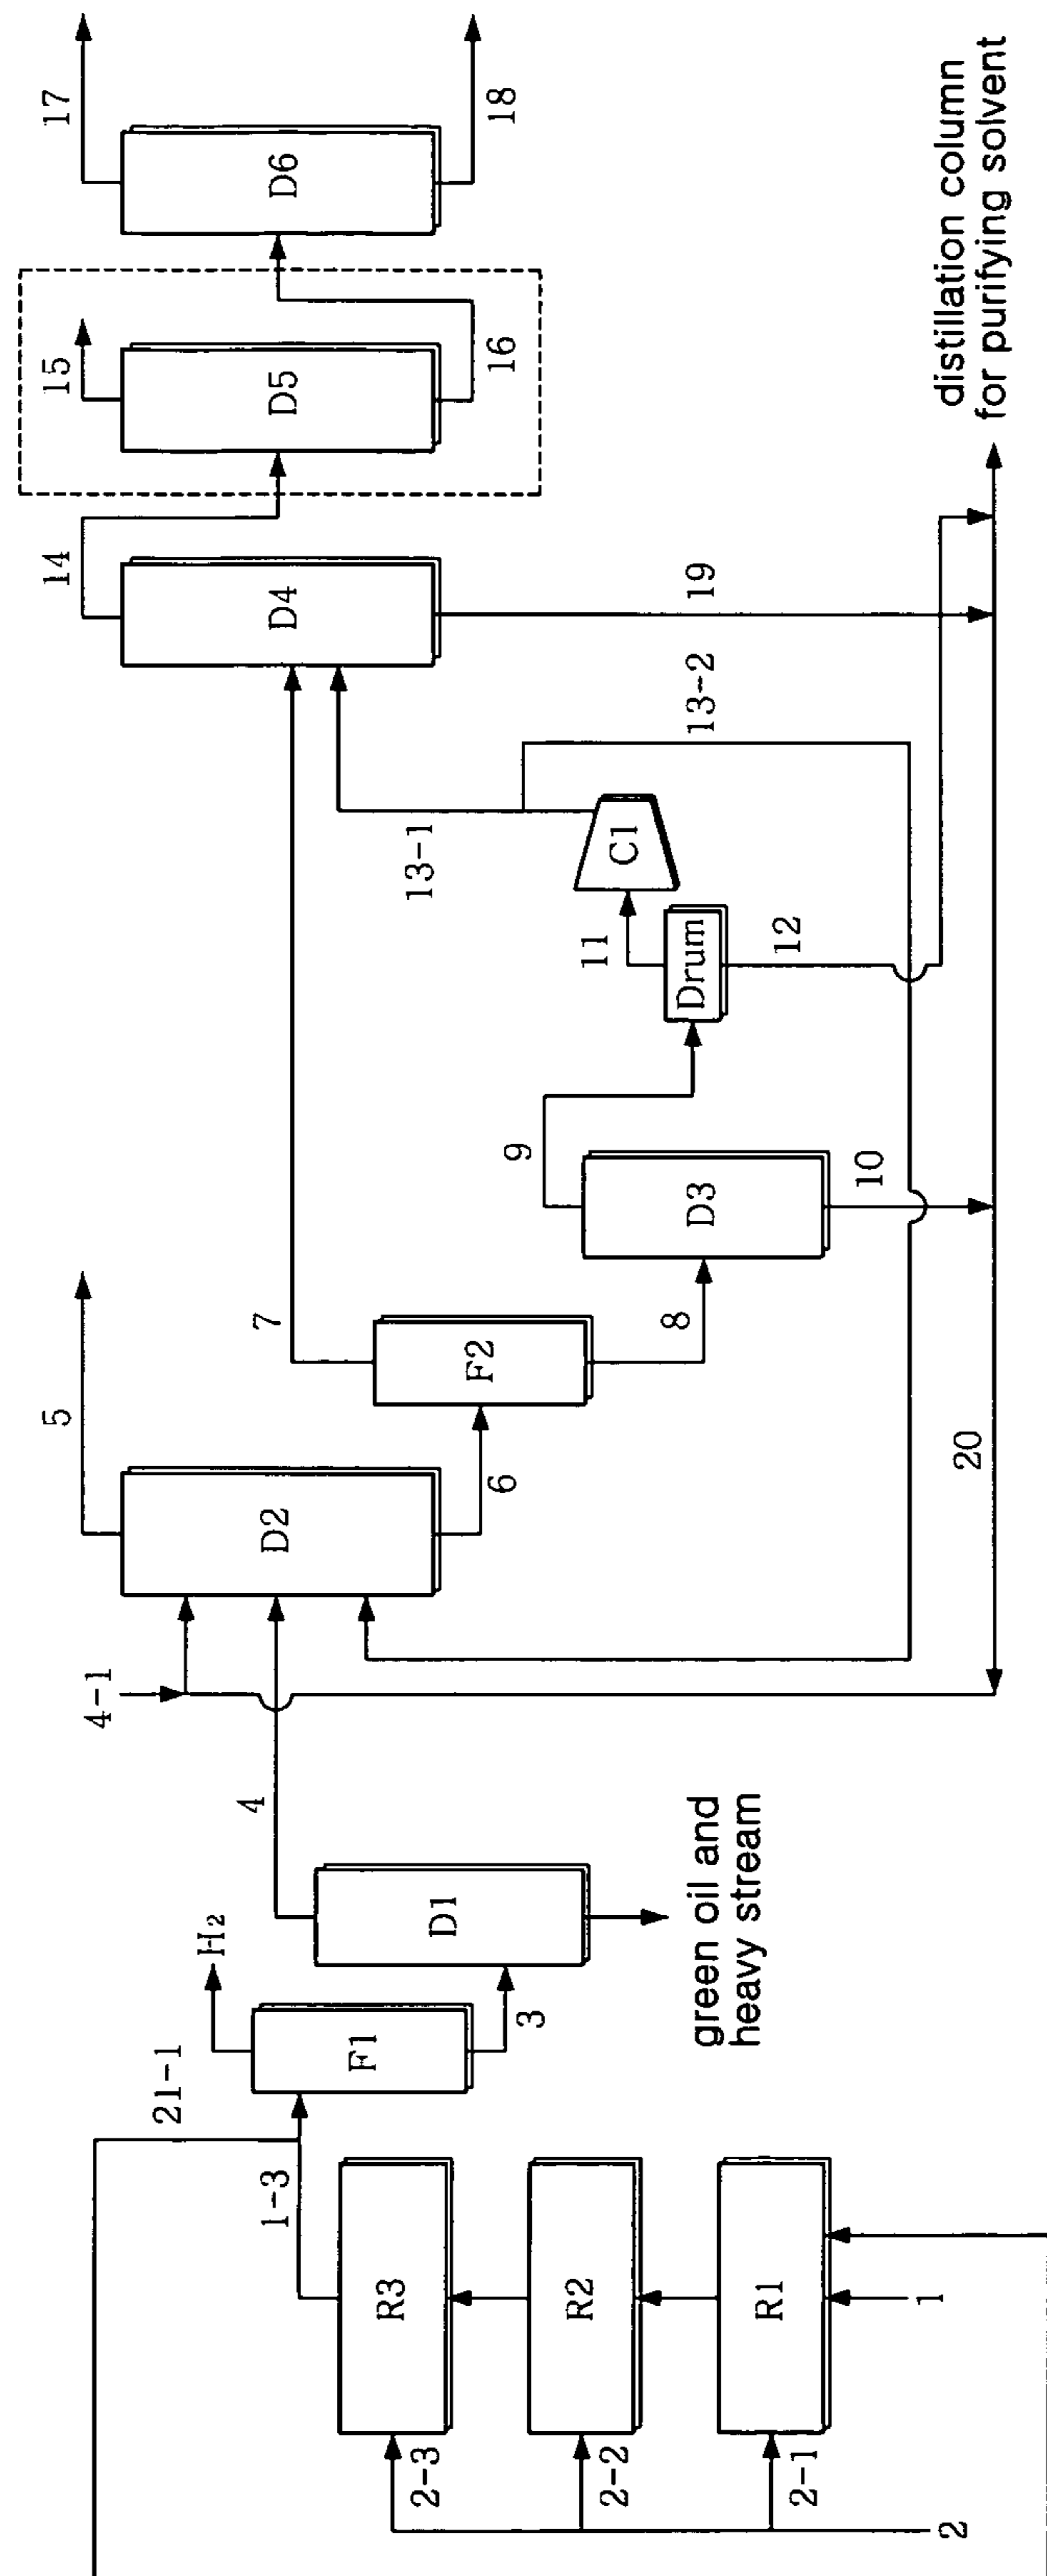 17
18
D6
15
D5
16
distillation column
for purifying solvent
14
D4
19
13-2
13-1
C1
11
Drum
12
9
D3
10
7
F2
8
5
D2
6
20
4-1
4
D1
green oil and
heavy stream
H2
21-1
F1
3
1-3
R3
R2
R1
1
2-3
2-2
2-1
2